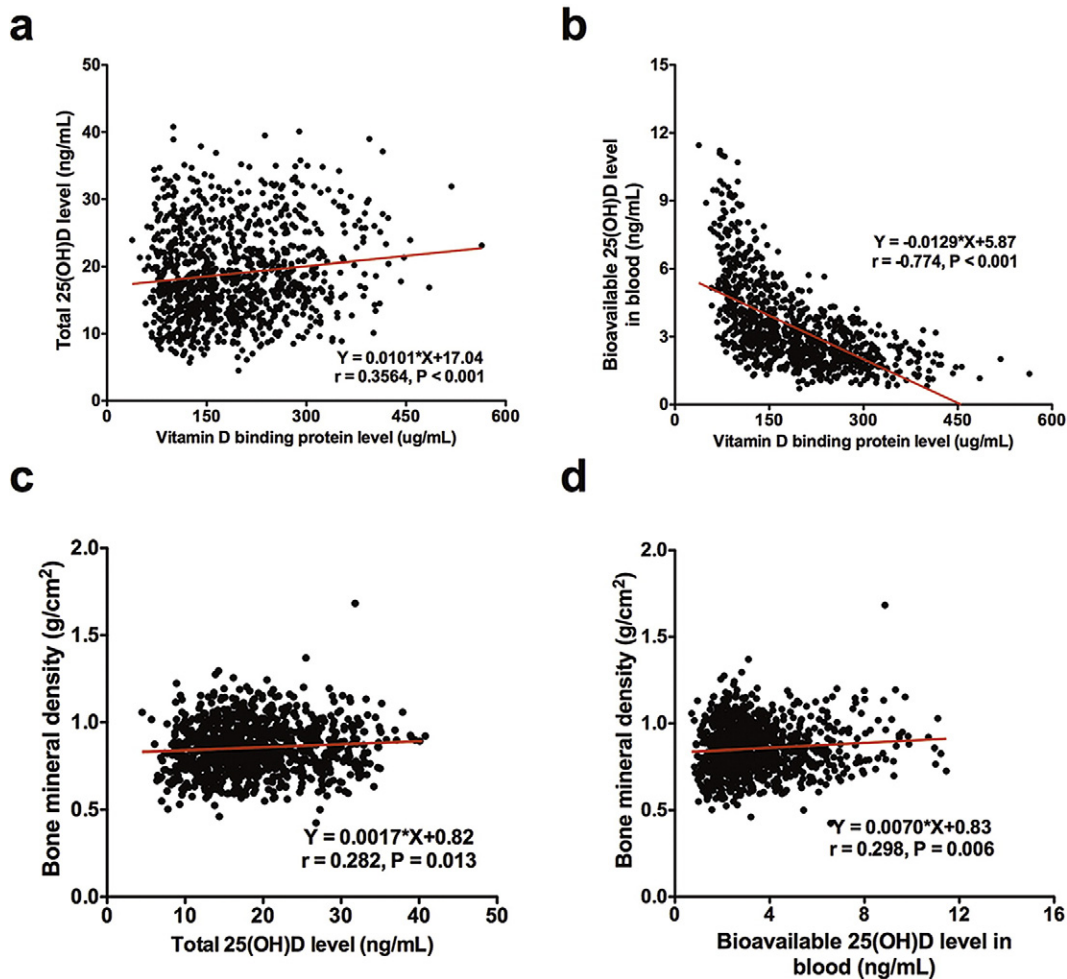 a
50
40
30
20
10
0
0 150 300 450 600
Total 25(OH)D level (ng/mL)
Vitamin D binding protein level (ug/mL)
Y = 0.0101*X+17.04
r = 0.3564, P < 0.001
b
15
12
9
6
3
0
0 150 300 450 600
Bioavailable 25(OH)D level
in blood (ng/mL)
Vitamin D binding protein level (ug/mL)
Y = -0.0129*X+5.87
r = -0.774, P < 0.001
c
2.0
1.5
1.0
0.5
0.0
0 10 20 30 40 50
Bone mineral density (g/cm²)
Total 25(OH)D level (ng/mL)
Y = 0.0017*X+0.82
r = 0.282, P = 0.013
d
2.0
1.5
1.0
0.5
0.0
0 4 8 12 16
Bone mineral density (g/cm²)
Bioavailable 25(OH)D level in
blood (ng/mL)
Y = 0.0070*X+0.83
r = 0.298, P = 0.006